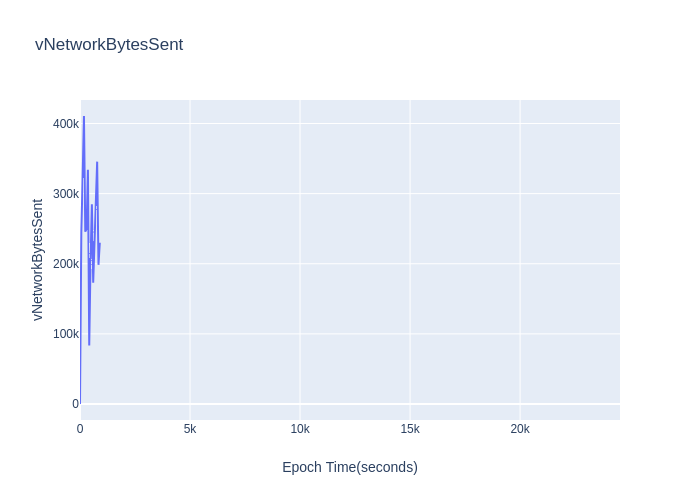 vNetworkBytesSent
400k
300k
200k
100k
0
vNetworkBytesSent
0 5k 10k 15k 20k
Epoch Time(seconds)